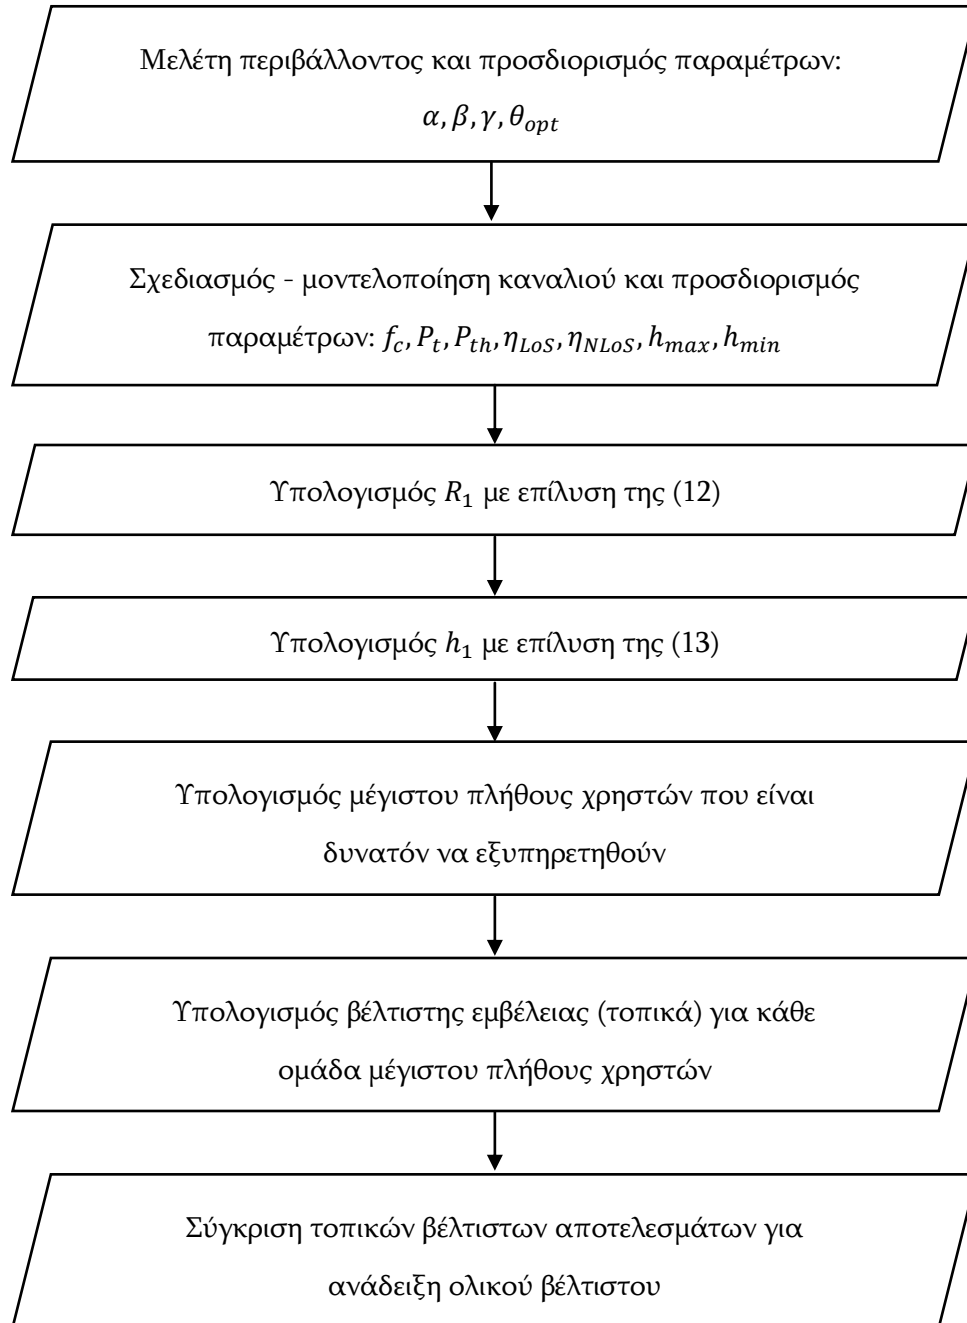 Μελέτη περιβάλλοντος και προσδιορισμός παραμέτρων:
α, β, γ, θ_opt
Σχεδιασμός - μοντελοποίηση καναλιού και προσδιορισμός
παραμέτρων: f_c, P_t, P_th, η_LoS, η_NLoS, h_max, h_min
Υπολογισμός R_1 με επίλυση της (12)
Υπολογισμός h_1 με επίλυση της (13)
Υπολογισμός μέγιστου πλήθους χρηστών που είναι
δυνατόν να εξυπηρετηθούν
Υπολογισμός βέλτιστης εμβέλειας (τοπικά) για κάθε
ομάδα μέγιστου πλήθους χρηστών
Σύγκριση τοπικών βέλτιστων αποτελεσμάτων για
ανάδειξη ολικού βέλτιστου